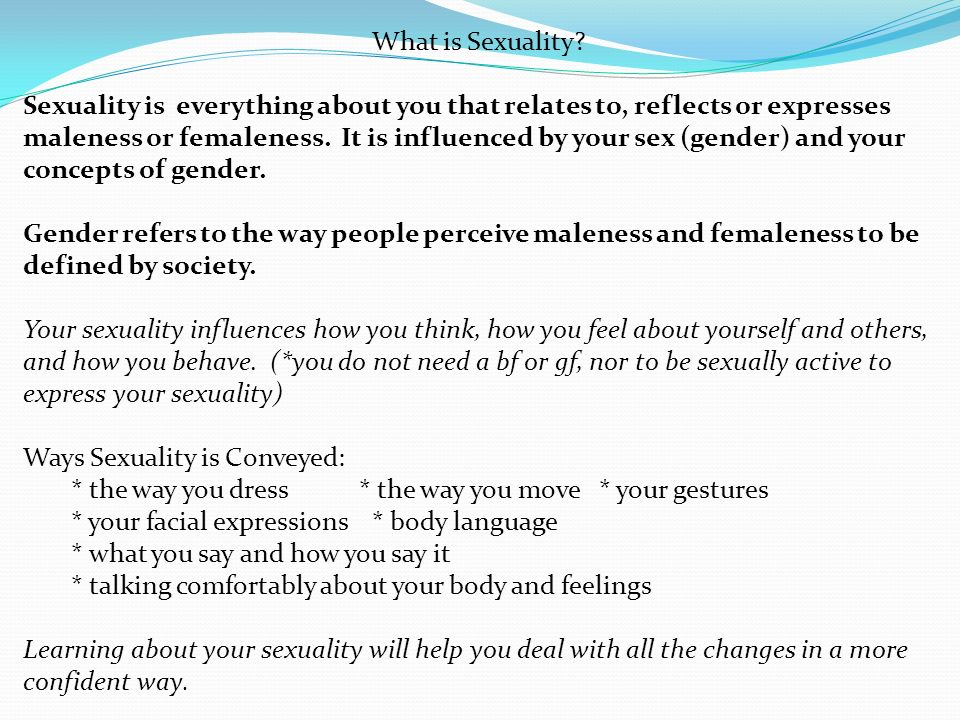 What is Sexuality?
Sexuality is  everything about you that relates to, reflects or expresses
maleness or femaleness.  It is influenced by your sex (gender) and your
concepts of gender.
Gender refers to the way people perceive maleness and femaleness to be
defined by society.
Your sexuality influences how you think, how you feel about yourself and others,
and how you behave.  (*you do not need a bf or gf, nor to be sexually active to
express your sexuality)
Ways Sexuality is Conveyed:
* the way you dress * the way you move * your gestures
* your facial expressions * body language
* what you say and how you say it
* talking comfortably about your body and feelings
Learning about your sexuality will help you deal with all the changes in a more
confident way.